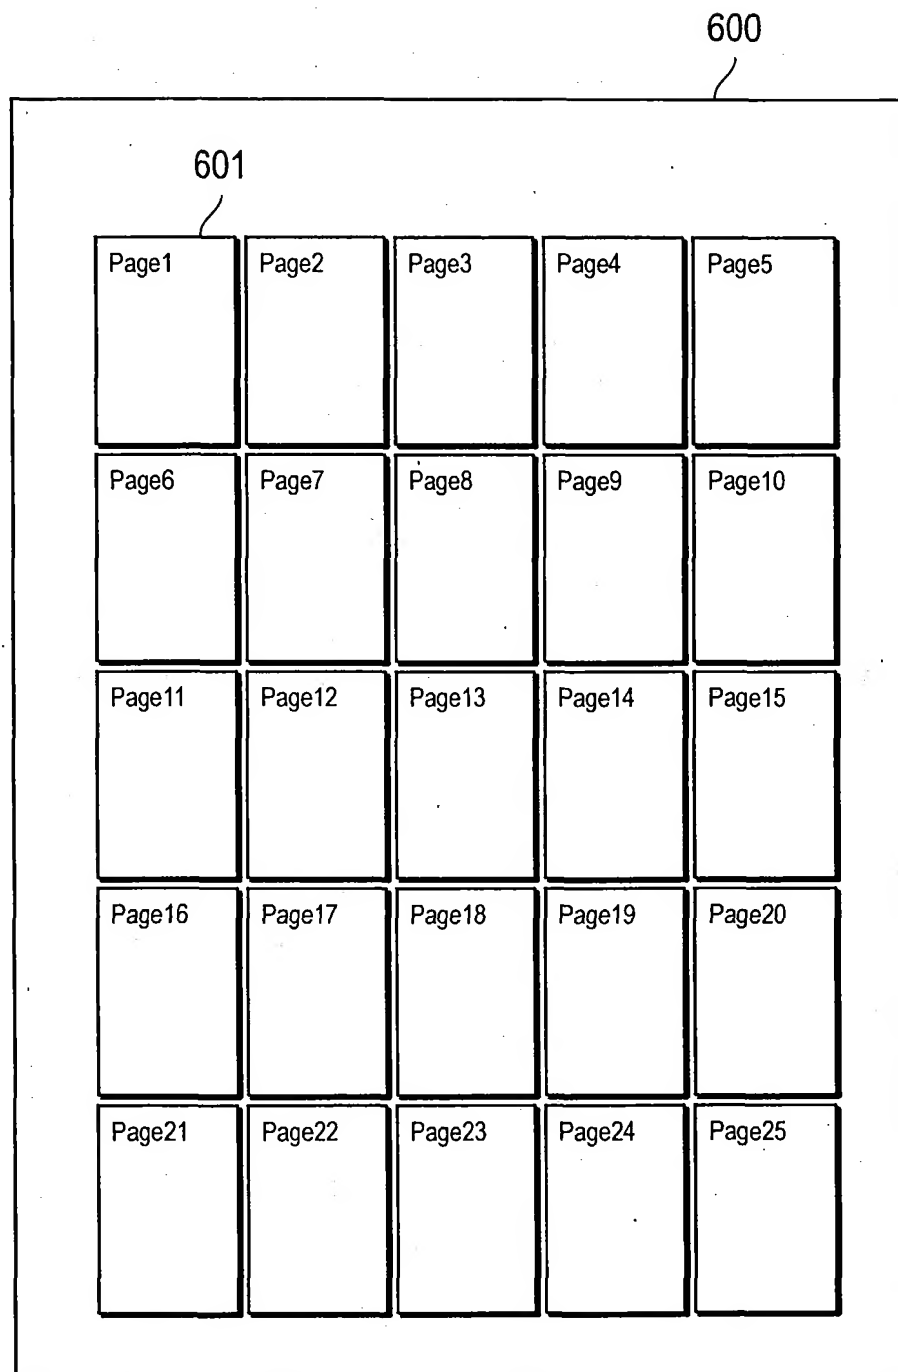 600
601
Page1 Page2 Page3 Page4 Page5
Page6 Page7 Page8 Page9 Page10
Page11 Page12 Page13 Page14 Page15
Page16 Page17 Page18 Page19 Page20
Page21 Page22 Page23 Page24 Page25